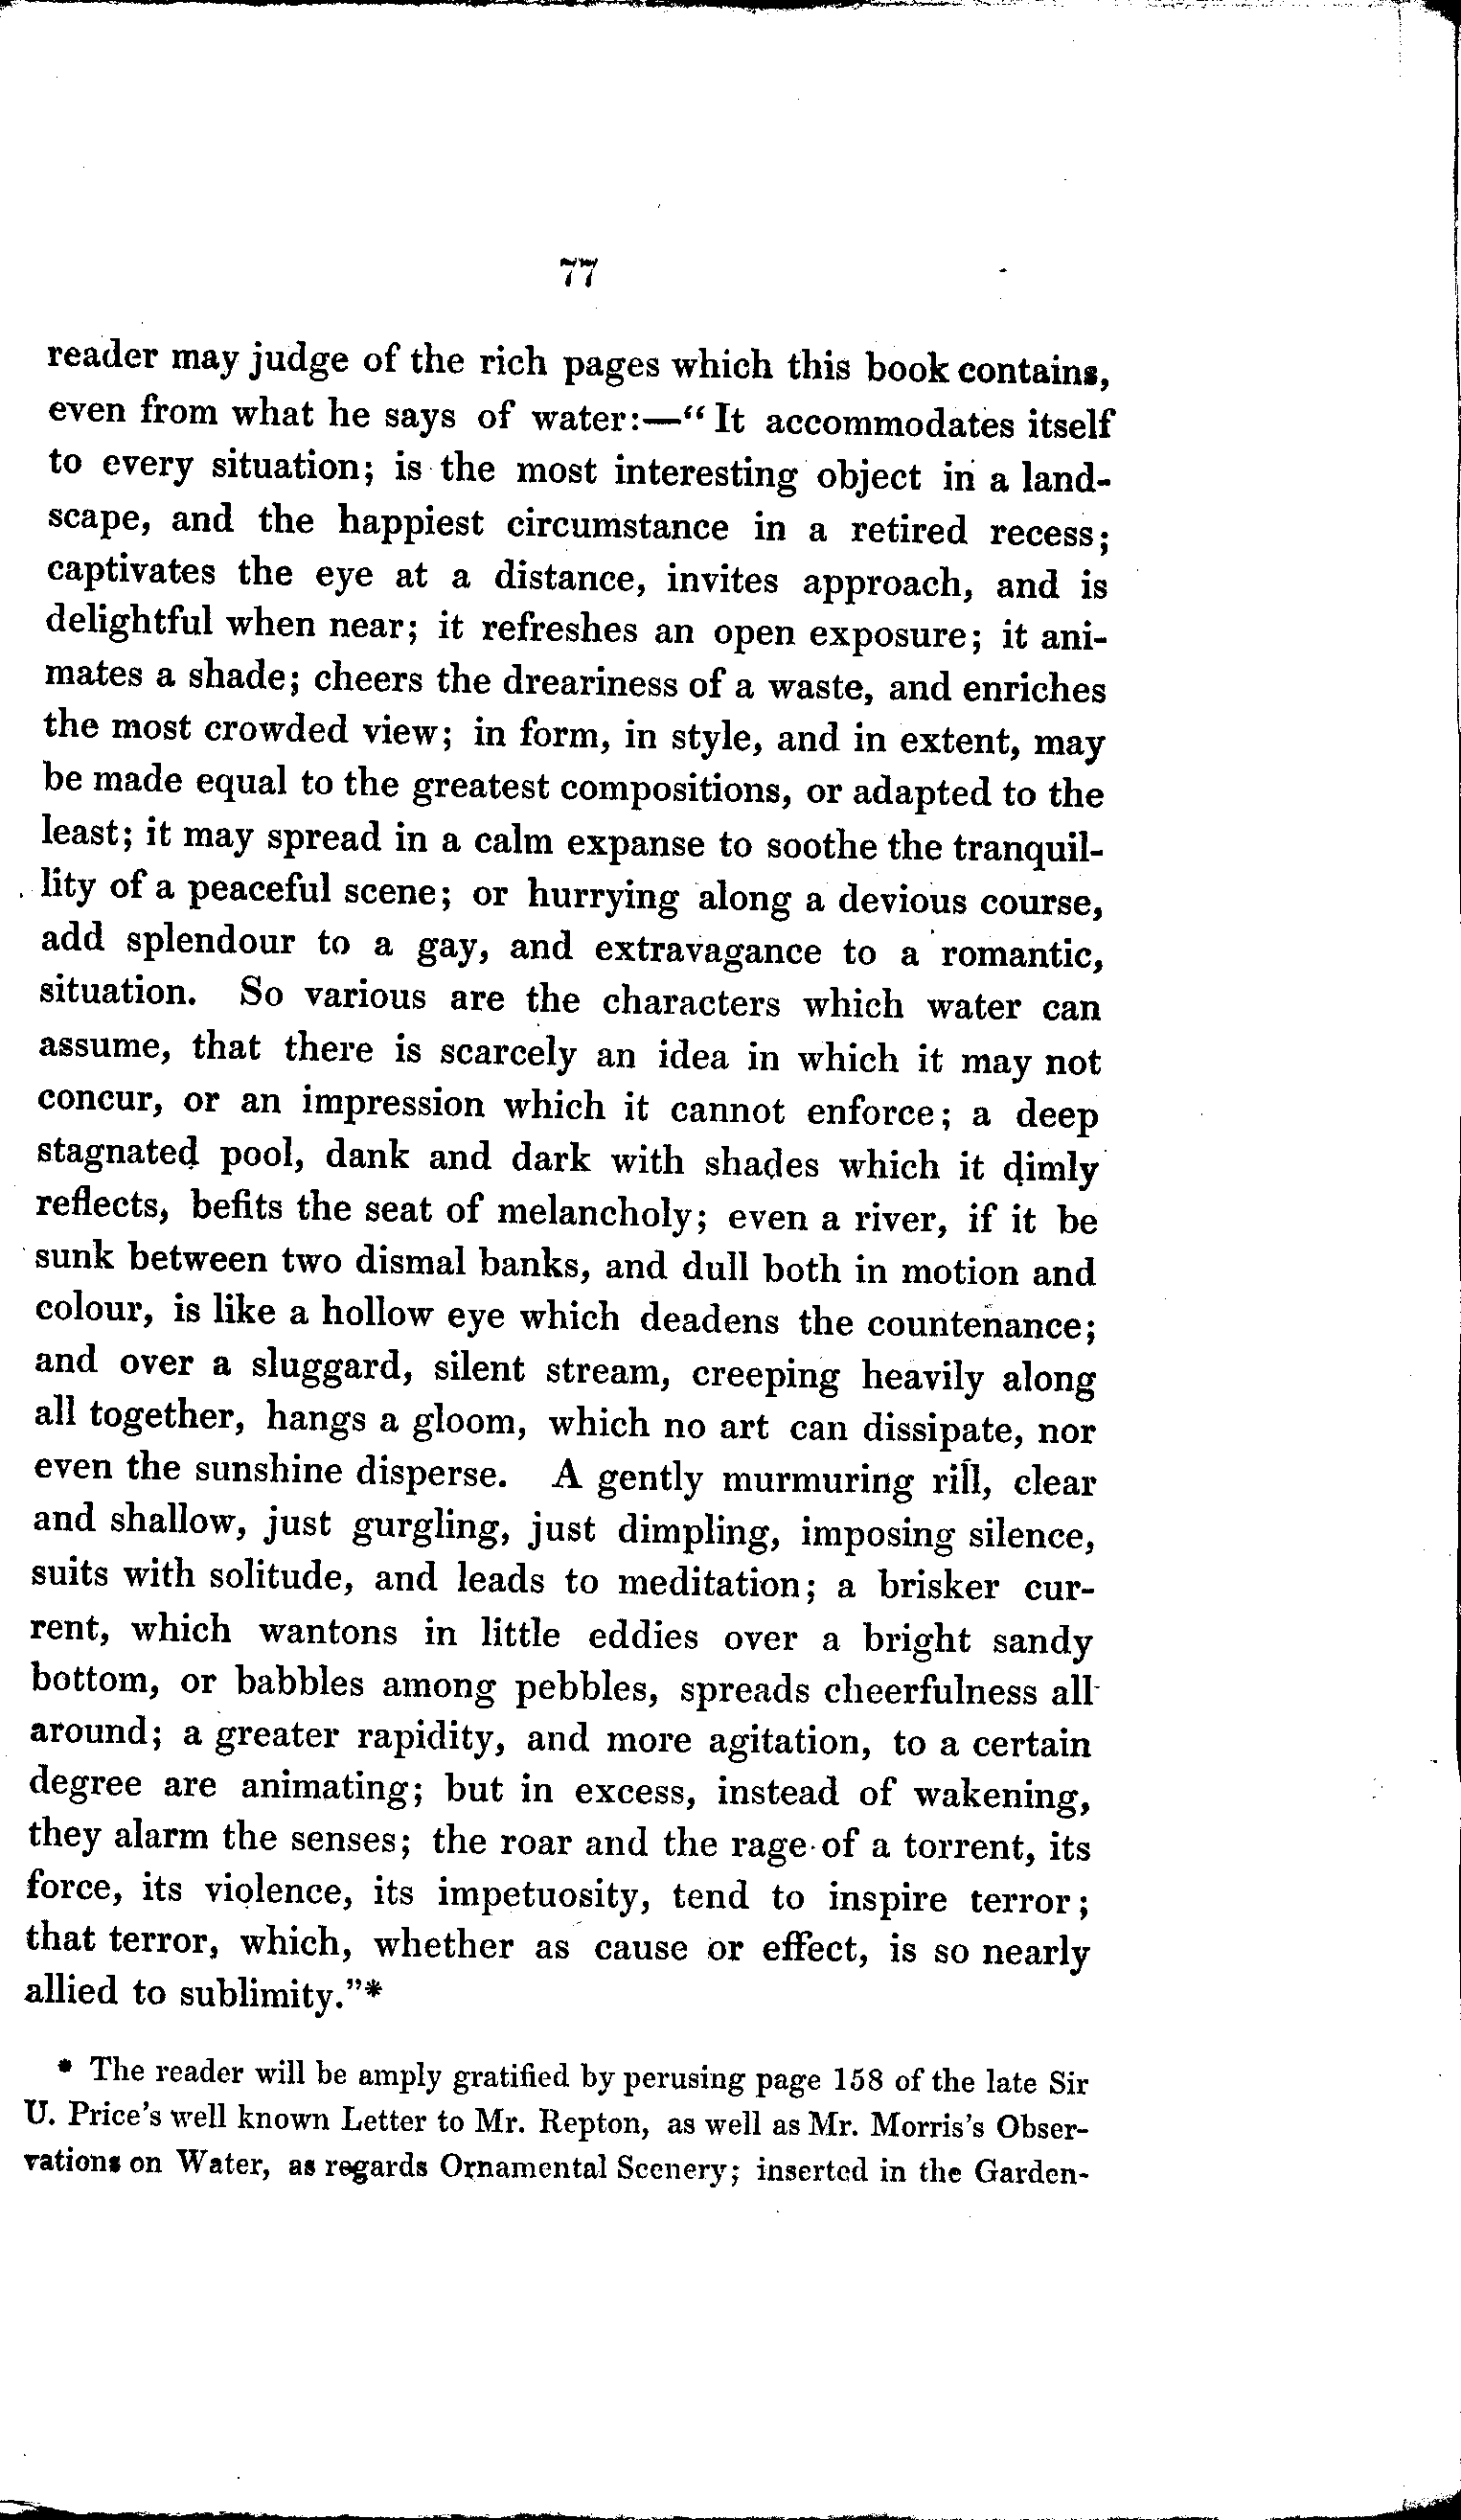 77
reader may judge of the rich pages which this book contains,
even from what he says of water:—“It accommodates itself
to every situation; is the most interesting object in a land-
scape, and the happiest circumstance in a retired recess;
captivates the eye at a distance, invites approach, and is
delightful when near; it refreshes an open exposure; it ani-
mates a shade; cheers the dreariness of a waste, and enriches
the most crowded view; in form, in style, and in extent, may
be made equal to the greatest compositions, or adapted to the
least; it may spread in a calm expanse to soothe the tranquil-
lity of a peaceful scene; or hurrying along a devious course,
add splendour to a gay, and extravagance to a romantic,
situation. So various are the characters which water can
assume, that there is scarcely an idea in which it may not
concur, or an impression which it cannot enforce; a deep
stagnated pool, dank and dark with shades which it dimly
reflects, befits the seat of melancholy; even a river, if it be
sunk between two dismal banks, and dull both in motion and
colour, is like a hollow eye which deadens the countenance;
and over a sluggard, silent stream, creeping heavily along
all together, hangs a gloom, which no art can dissipate, nor
even the sunshine disperse. A gently murmuring rill, clear
and shallow, just gurgling, just dimpling, imposing silence,
suits with solitude, and leads to meditation; a brisker cur-
rent, which wantons in little eddies over a bright sandy
bottom, or babbles among pebbles, spreads cheerfulness all
around; a greater rapidity, and more agitation, to a certain
degree are animating; but in excess, instead of wakening,
they alarm the senses; the roar and the rage of a torrent, its
force, its violence, its impetuosity, tend to inspire terror;
that terror, which, whether as cause or effect, is so nearly
allied to sublimity.”*
* The reader will be amply gratified by perusing page 158 of the late Sir
U. Price’s well known Letter to Mr. Repton, as well as Mr. Morris’s Obser-
vations on Water, as regards Ornamental Scenery; inserted in the Garden-